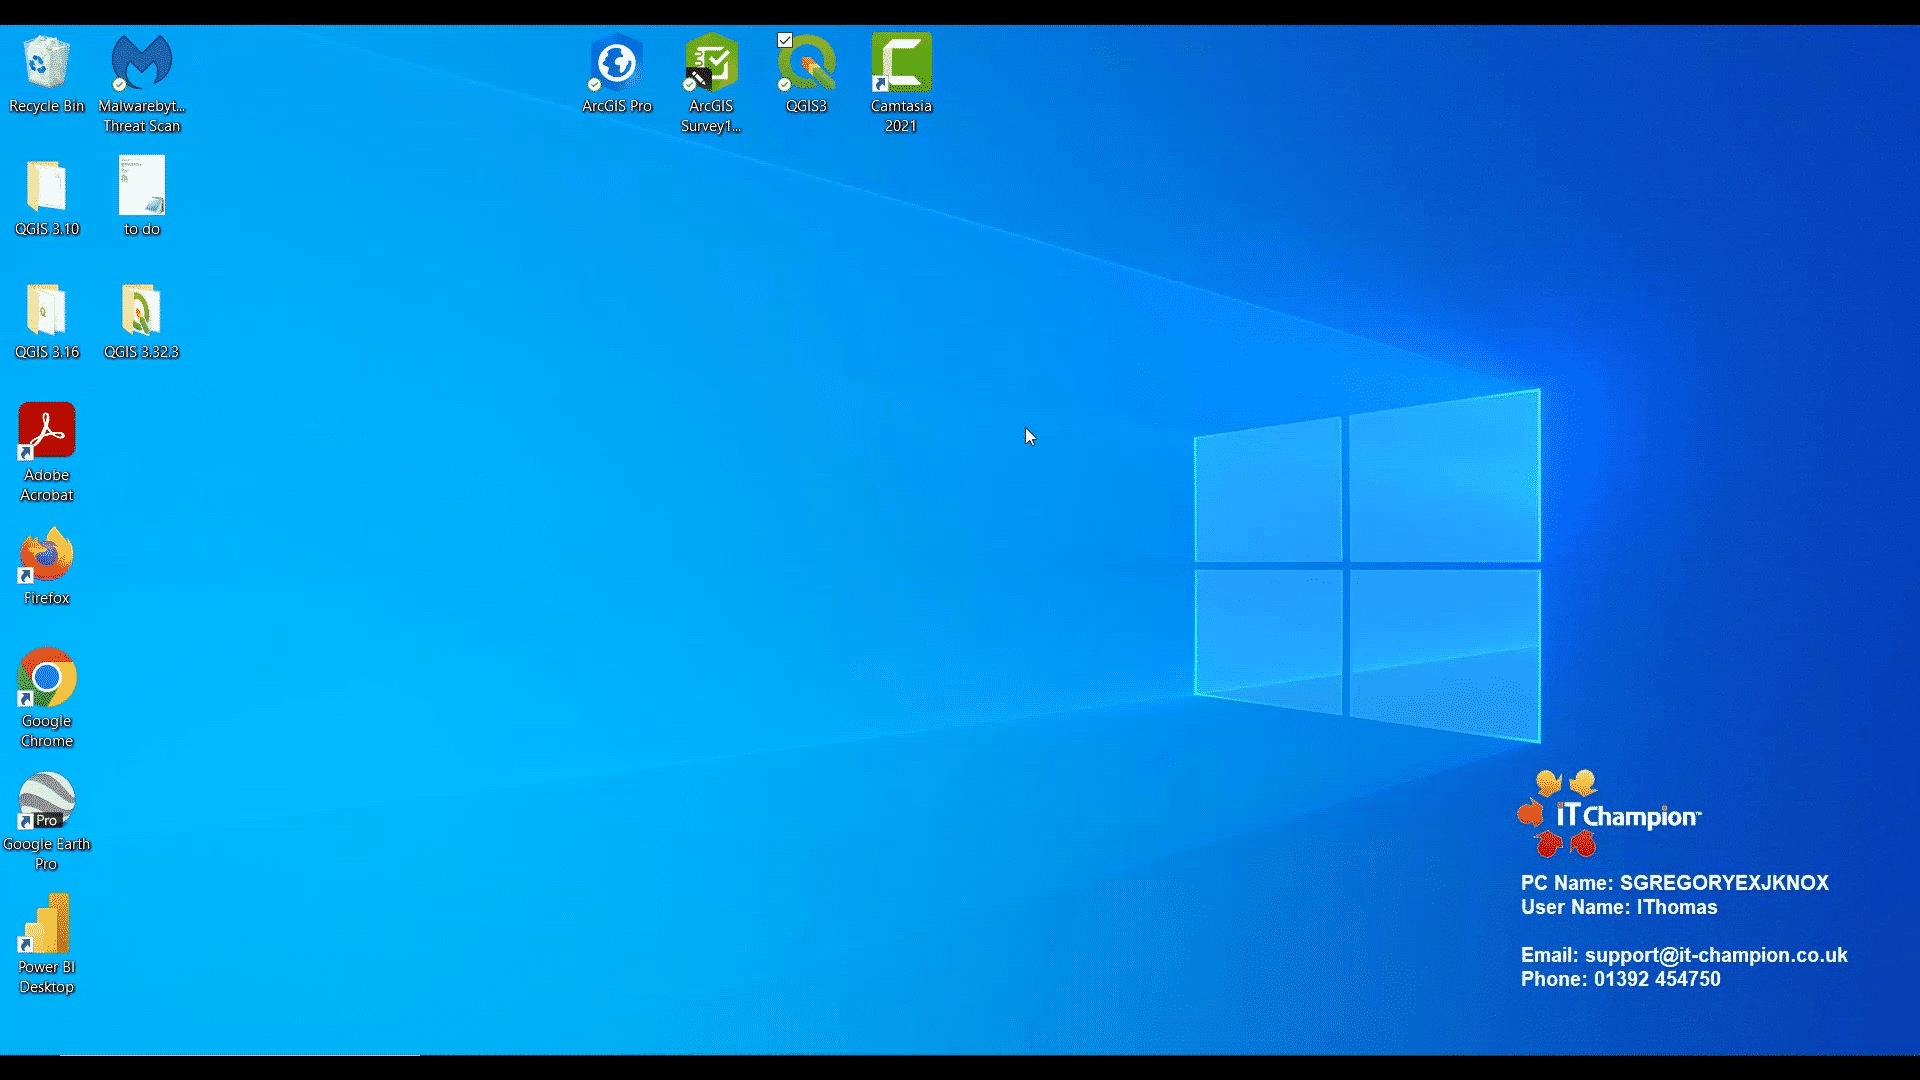 Recycle Bin
Malwarebyt...
Threat Scan
ArcGIS Pro
ArcGIS
Survey1...
QGIS3
Camtasia
2021
QGIS 3.10
to do
QGIS 3.16
QGIS 3.32.3
Adobe
Acrobat
Firefox
Google
Chrome
Pro
Google Earth
Pro
Power BI
Desktop
iT Champion™
PC Name: SGREGORYEXJKNOX
User Name: IThomas
Email: support@it-champion.co.uk
Phone: 01392 454750